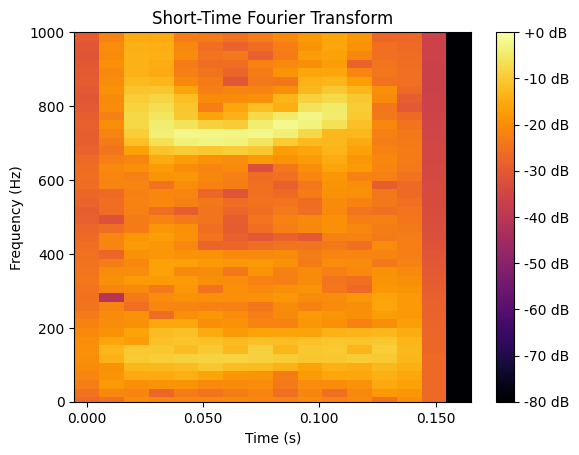 Short-Time Fourier Transform
1000
800
600
400
200
0
Frequency (Hz)
0.000
0.050
0.100
0.150
Time (s)
+0 dB
-10 dB
-20 dB
-30 dB
-40 dB
-50 dB
-60 dB
-70 dB
-80 dB